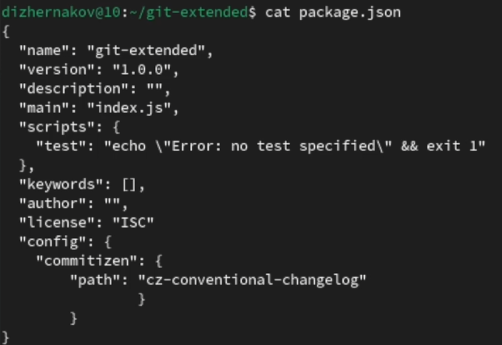 dizhernakov@10:~/git-extended$ cat package.json
{
  "name": "git-extended",
  "version": "1.0.0",
  "description": "",
  "main": "index.js",
  "scripts": {
    "test": "echo \"Error: no test specified\" && exit 1"
  },
  "keywords": [],
  "author": "",
  "license": "ISC"
  "config": {
    "commitizen": {
        "path": "cz-conventional-changelog"
                }
        }
}